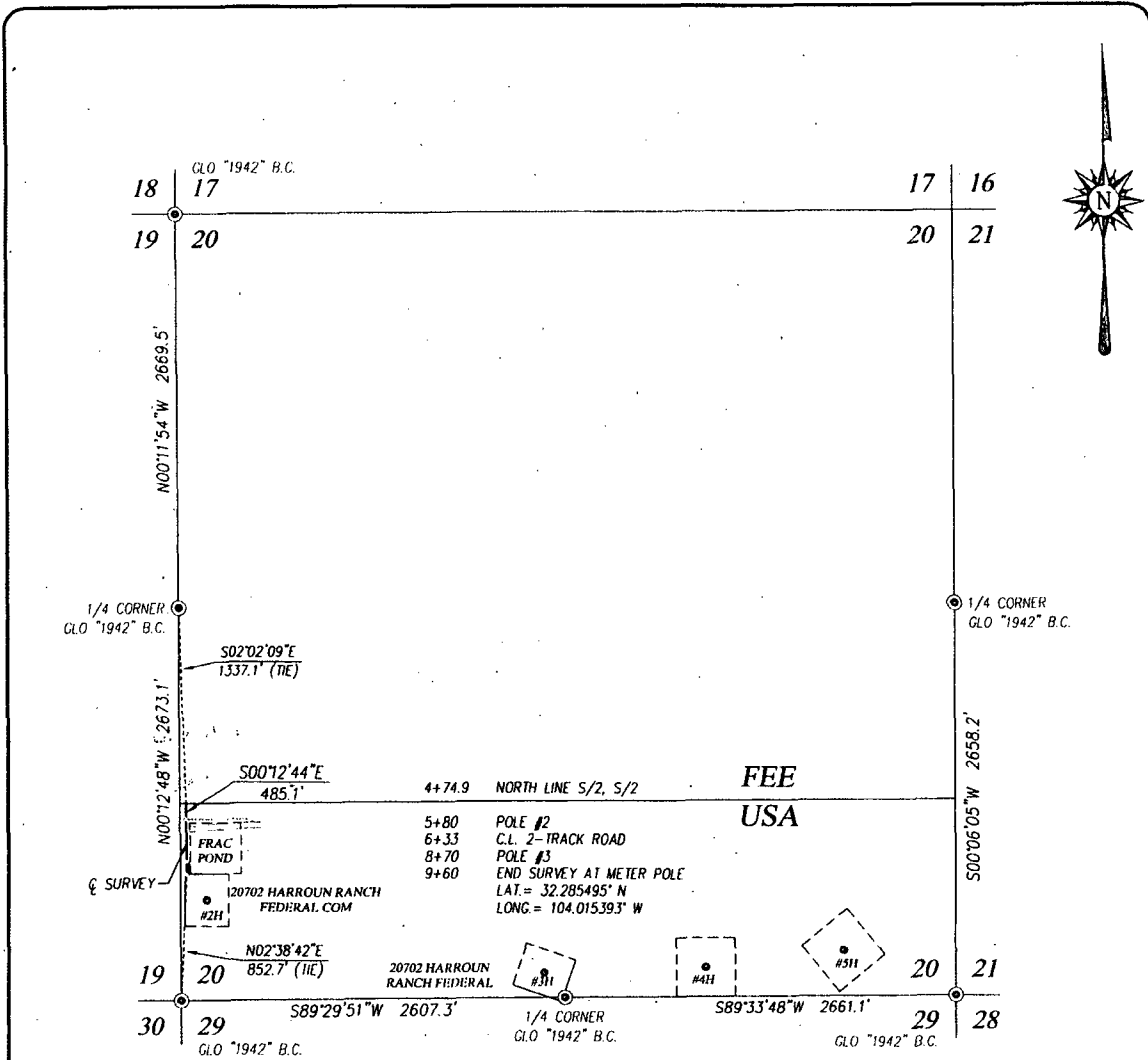 GLO "1942" B.C.
18 17
17 16
19 20
20 21
N
N00°11'54"W 2669.5'
1/4 CORNER
GLO "1942" B.C.
1/4 CORNER
GLO "1942" B.C.
S02°02'09"E
1337.1' (TIE)
N00°12'48"W 2673.1'
S00°06'05"W 2658.2'
S00°12'44"E
485.1'
4+74.9 NORTH LINE S/2, S/2
FEE
USA
5+80 POLE #2
6+33 C.L. 2-TRACK ROAD
8+70 POLE #3
9+60 END SURVEY AT METER POLE
LAT.= 32.285495° N
LONG.= 104.015393° W
FRAC
POND
℄ SURVEY
20702 HARROUN RANCH
FEDERAL COM
#2H
N02°38'42"E
852.7' (TIE)
20702 HARROUN
RANCH FEDERAL
#3H
#4H
#5H
19 20
20 21
S89°29'51"W 2607.3'
S89°33'48"W 2661.1'
1/4 CORNER
GLO "1942" B.C.
30 29
29 28
GLO "1942" B.C.
GLO "1942" B.C.